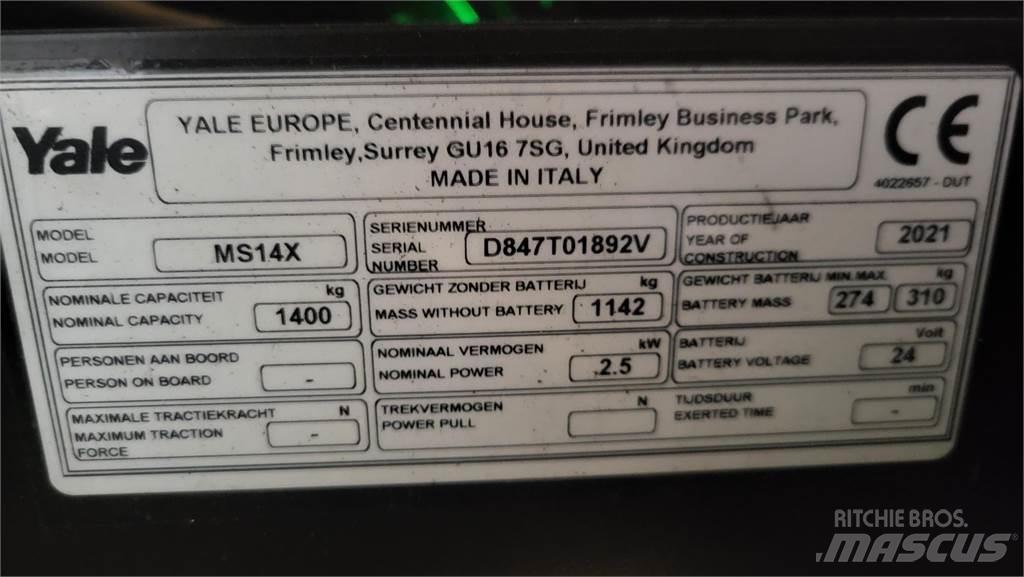 Yale
YALE EUROPE, Centennial House, Frimley Business Park,
Frimley,Surrey GU16 7SG, United Kingdom
MADE IN ITALY
CE
4022657 - DUT
MODEL
MODEL
MS14X
SERIENUMMER
SERIAL
NUMBER
D847T01892V
PRODUCTIEJAAR
YEAR OF
CONSTRUCTION
2021
NOMINALE CAPACITEIT kg
NOMINAL CAPACITY 1400
GEWICHT ZONDER BATTERIJ kg
MASS WITHOUT BATTERY 1142
GEWICHT BATTERIJ MIN MAX kg
BATTERY MASS 274 310
PERSONEN AAN BOORD
PERSON ON BOARD -
NOMINAAL VERMOGEN kW
NOMINAL POWER 2.5
BATTERIJ Volt
BATTERY VOLTAGE 24
MAXIMALE TRACTIEKRACHT N
MAXIMUM TRACTION -
FORCE
TREKVERMOGEN N
POWER PULL
TIJDSDUUR min
EXERTED TIME -
RITCHIE BROS.
MASCUS